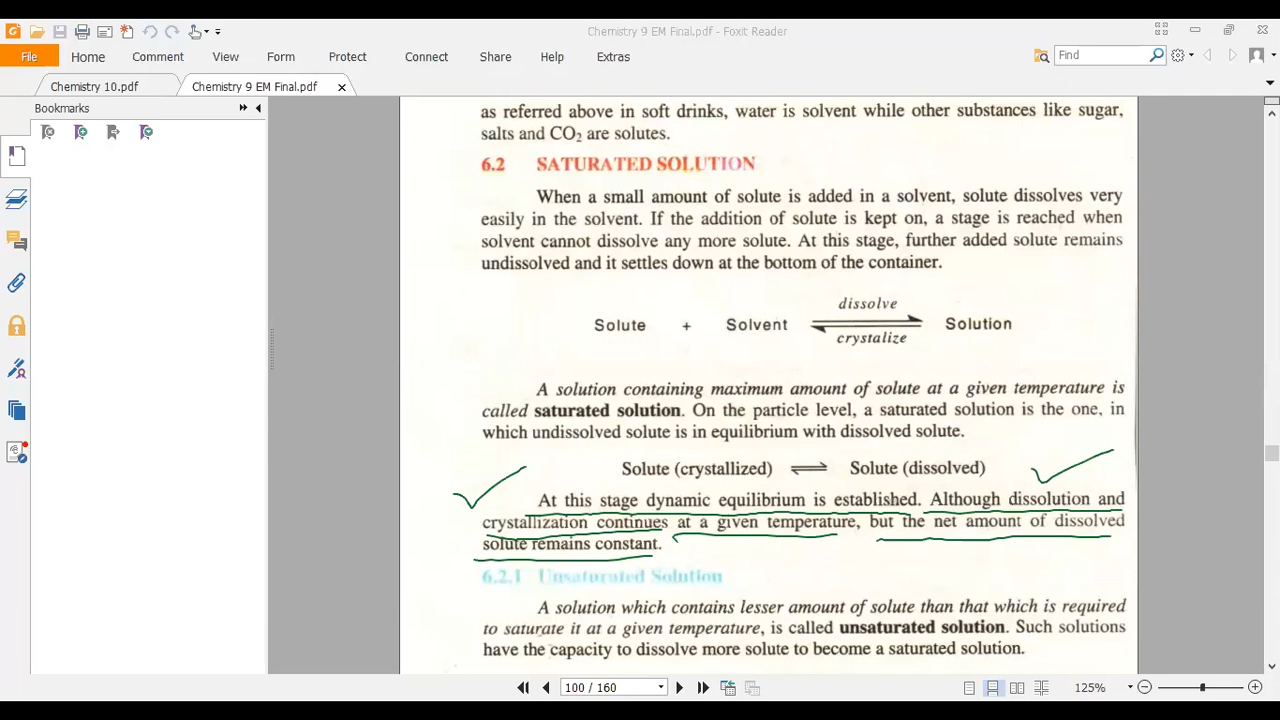 Chemistry 9 EM Final.pdf - Foxit Reader
File Home Comment View Form Protect Connect Share Help Extras Find
Chemistry 10.pdf Chemistry 9 EM Final.pdf
Bookmarks
as referred above in soft drinks, water is solvent while other substances like sugar,
salts and CO₂ are solutes.
6.2 SATURATED SOLUTION
When a small amount of solute is added in a solvent, solute dissolves very
easily in the solvent. If the addition of solute is kept on, a stage is reached when
solvent cannot dissolve any more solute. At this stage, further added solute remains
undissolved and it settles down at the bottom of the container.
dissolve
Solute + Solvent ⇌ Solution
crystalize
A solution containing maximum amount of solute at a given temperature is
called saturated solution. On the particle level, a saturated solution is the one, in
which undissolved solute is in equilibrium with dissolved solute.
Solute (crystallized) ⇌ Solute (dissolved)
At this stage dynamic equilibrium is established. Although dissolution and
crystallization continues at a given temperature, but the net amount of dissolved
solute remains constant.
6.2.1 Unsaturated Solution
A solution which contains lesser amount of solute than that which is required
to saturate it at a given temperature, is called unsaturated solution. Such solutions
have the capacity to dissolve more solute to become a saturated solution.
100 / 160 125%